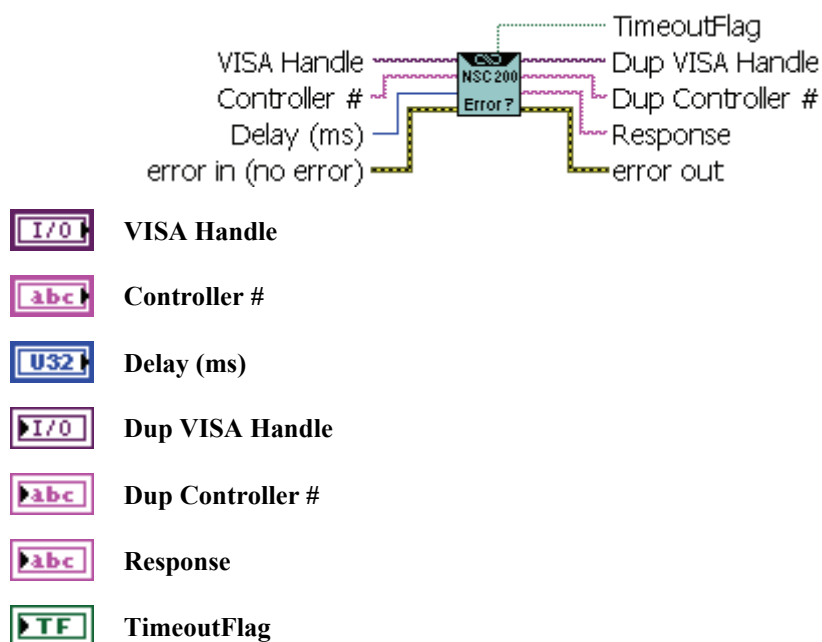 TimeoutFlag
VISA Handle NSC200 Dup VISA Handle
Controller # Error? Dup Controller #
Delay (ms) Response
error in (no error) error out
I/O VISA Handle
abc Controller #
U32 Delay (ms)
I/O Dup VISA Handle
abc Dup Controller #
abc Response
TF TimeoutFlag